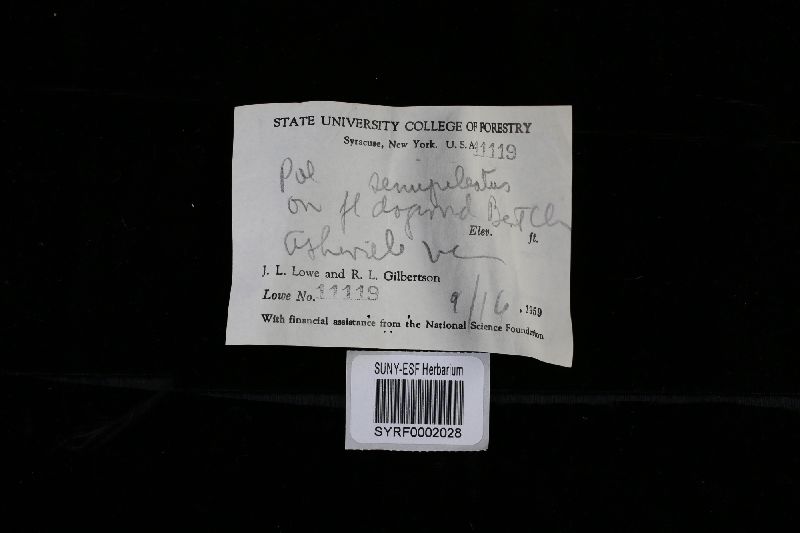 STATE UNIVERSITY COLLEGE OF FORESTRY
Syracuse, New York. U. S. A.
11119
Pol semipileatus
on fl dogwood
Elev. ft.
Asheville
J. L. Lowe and R. L. Gilbertson
Lowe No. 11119
9/16, 1959
With financial assistance from the National Science Foundation
SUNY-ESF Herbarium
SYRF0002028